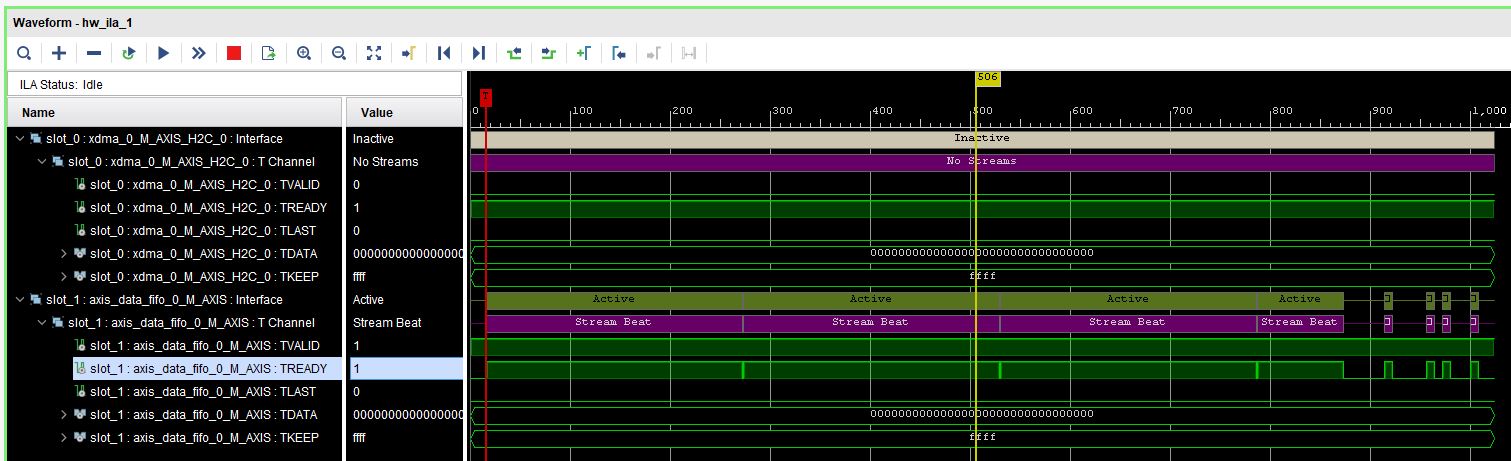 Waveform - hw_ila_1
ILA Status: Idle
506
Name Value
T
0 100 200 300 400 500 600 700 800 900 1,000
slot_0 : xdma_0_M_AXIS_H2C_0 : Interface Inactive Inactive
slot_0 : xdma_0_M_AXIS_H2C_0 : T Channel No Streams No Streams
slot_0 : xdma_0_M_AXIS_H2C_0 : TVALID 0
slot_0 : xdma_0_M_AXIS_H2C_0 : TREADY 1
slot_0 : xdma_0_M_AXIS_H2C_0 : TLAST 0
slot_0 : xdma_0_M_AXIS_H2C_0 : TDATA
slot_0 : xdma_0_M_AXIS_H2C_0 : TKEEP ffff ffff
slot_1 : axis_data_fifo_0_M_AXIS : Interface Active Active Active Active Active
slot_1 : axis_data_fifo_0_M_AXIS : T Channel Stream Beat Stream Beat Stream Beat Stream Beat Stream Beat
slot_1 : axis_data_fifo_0_M_AXIS : TVALID 1
slot_1 : axis_data_fifo_0_M_AXIS : TREADY 1
slot_1 : axis_data_fifo_0_M_AXIS : TLAST 0
slot_1 : axis_data_fifo_0_M_AXIS : TDATA
slot_1 : axis_data_fifo_0_M_AXIS : TKEEP ffff ffff